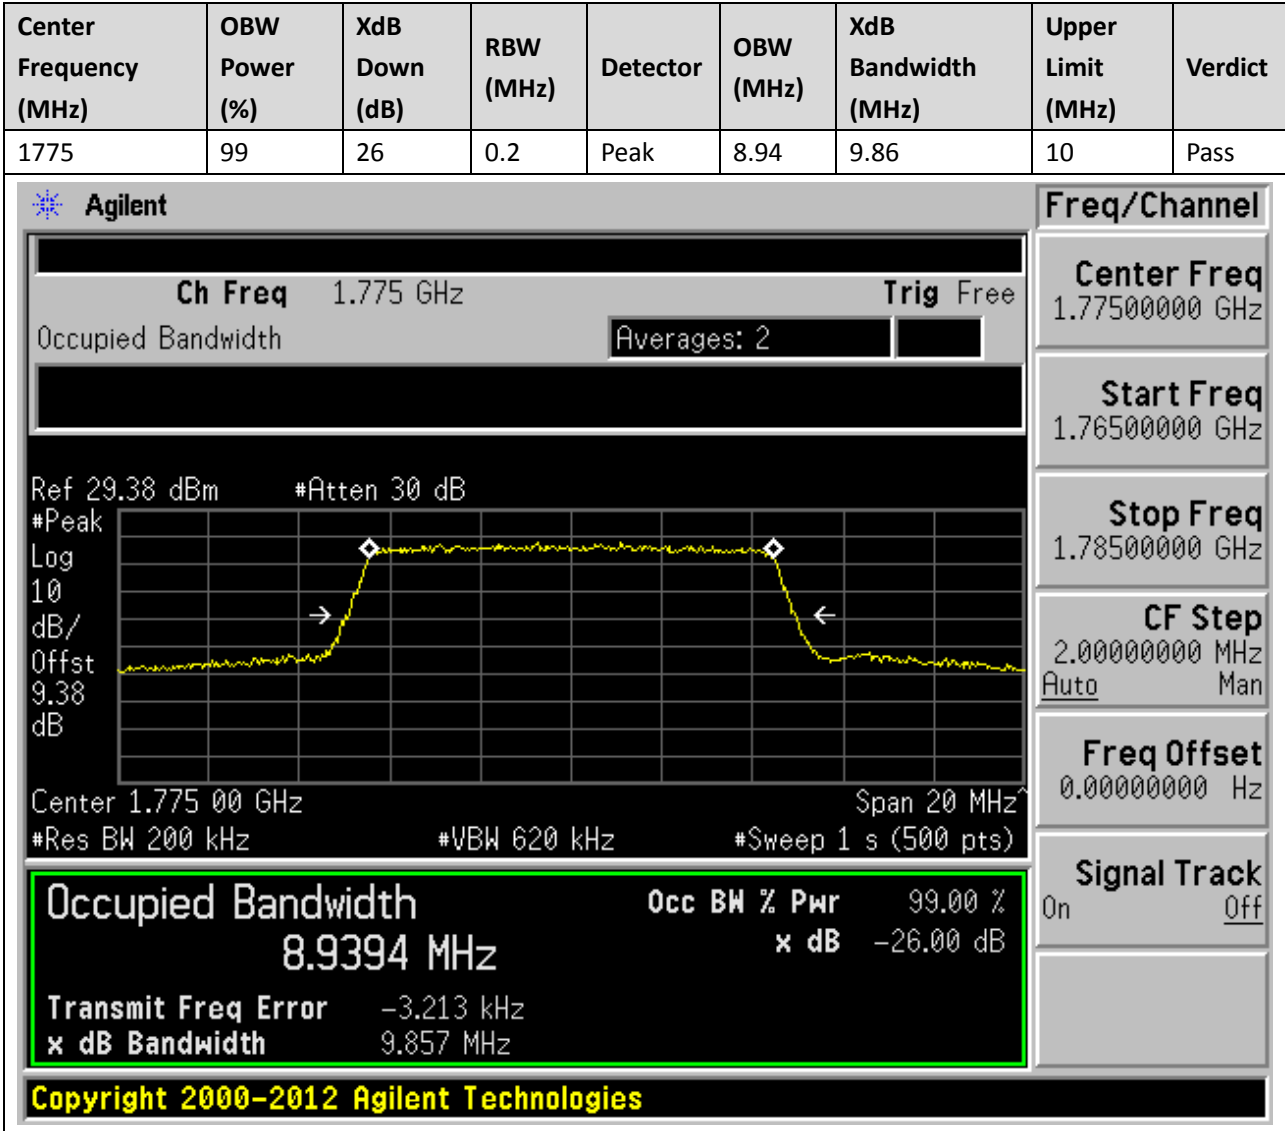 Center Frequency (MHz) OBW Power (%) XdB Down (dB) RBW (MHz) Detector OBW (MHz) XdB Bandwidth (MHz) Upper Limit (MHz) Verdict
1775 99 26 0.2 Peak 8.94 9.86 10 Pass
Agilent
Ch Freq 1.775 GHz Trig Free
Occupied Bandwidth Averages: 2
Ref 29.38 dBm #Atten 30 dB
#Peak
Log
10
dB/
Offst
9.38
dB
Center 1.775 00 GHz Span 20 MHz^
#Res BW 200 kHz #VBW 620 kHz #Sweep 1 s (500 pts)
Occupied Bandwidth Occ BW % Pwr 99.00 %
8.9394 MHz x dB -26.00 dB
Transmit Freq Error -3.213 kHz
x dB Bandwidth 9.857 MHz
Copyright 2000-2012 Agilent Technologies
Freq/Channel
Center Freq
1.77500000 GHz
Start Freq
1.76500000 GHz
Stop Freq
1.78500000 GHz
CF Step
2.00000000 MHz
Auto Man
Freq Offset
0.00000000 Hz
Signal Track
On Off